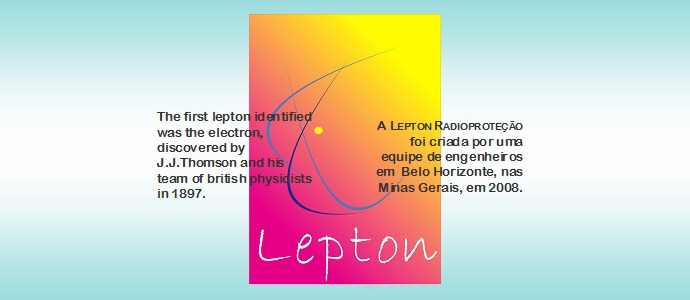 The first lepton identified
was the electron,
discovered by
J.J.Thomson and his
team of british physicists
in 1897.
A LEPTON RADIOPROTEÇÃO
foi criada por uma
equipe de engenheiros
em Belo Horizonte, nas
Minas Gerais, em 2008.
Lepton